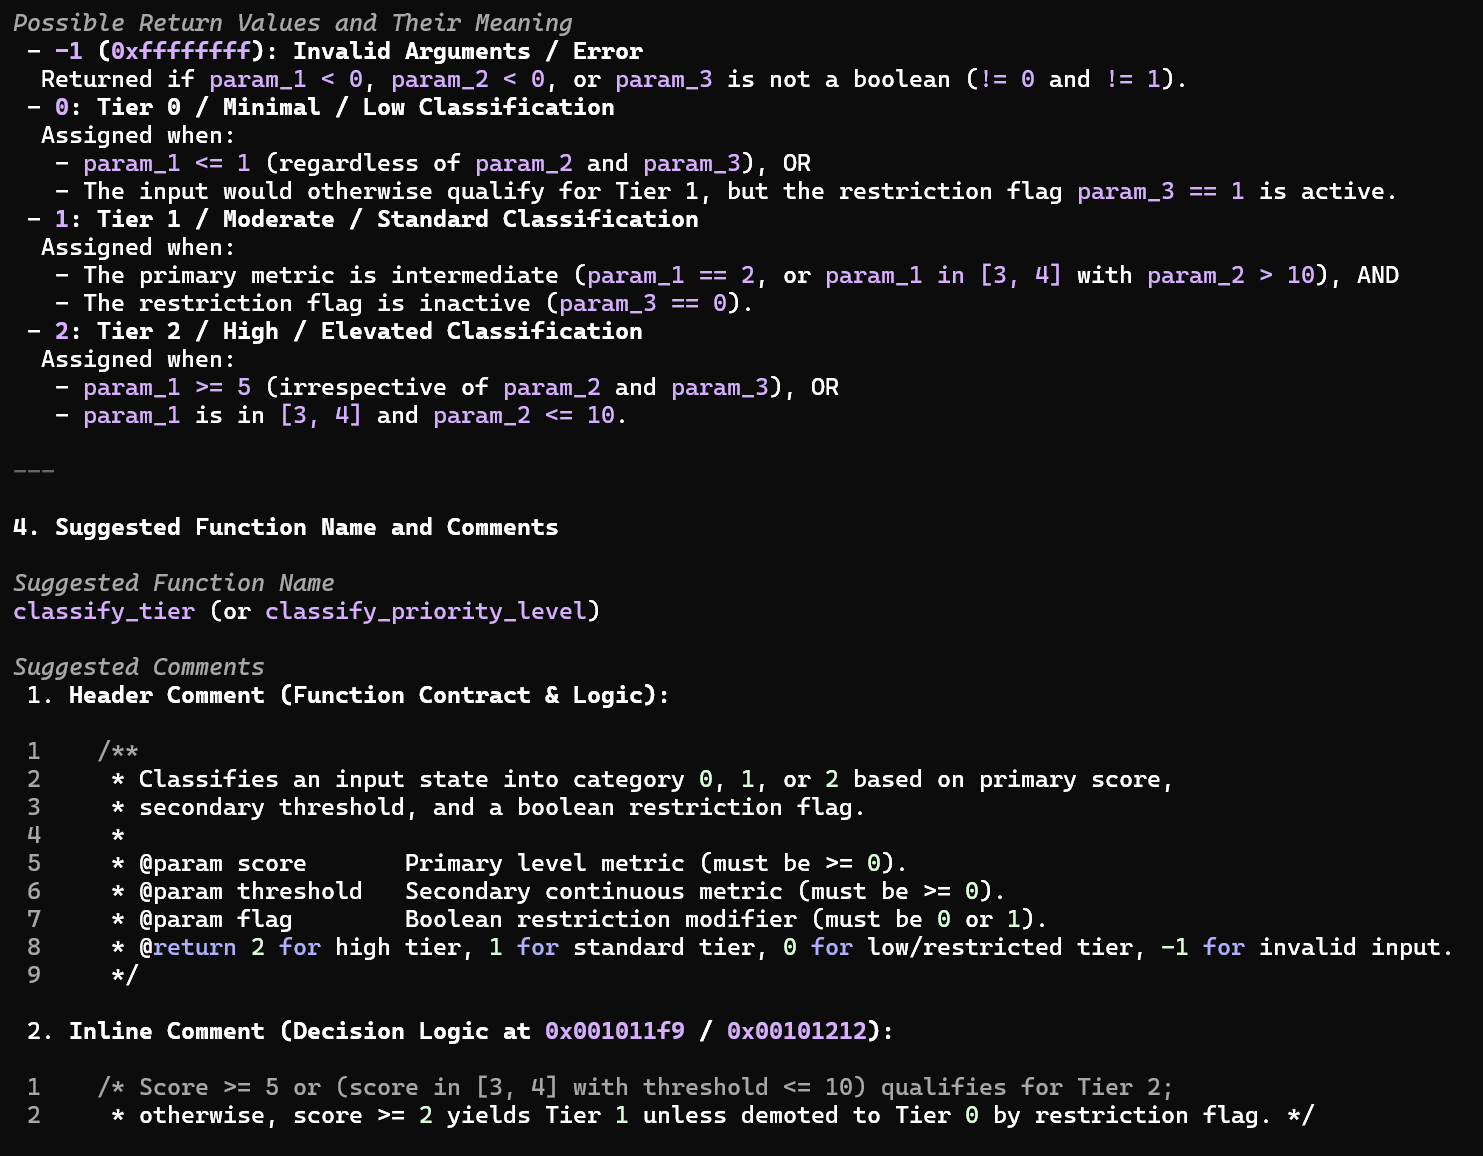 Possible Return Values and Their Meaning
- -1 (0xffffffff): Invalid Arguments / Error
Returned if param_1 < 0, param_2 < 0, or param_3 is not a boolean (!= 0 and != 1).
- 0: Tier 0 / Minimal / Low Classification
Assigned when:
- param_1 <= 1 (regardless of param_2 and param_3), OR
- The input would otherwise qualify for Tier 1, but the restriction flag param_3 == 1 is active.
- 1: Tier 1 / Moderate / Standard Classification
Assigned when:
- The primary metric is intermediate (param_1 == 2, or param_1 in [3, 4] with param_2 > 10), AND
- The restriction flag is inactive (param_3 == 0).
- 2: Tier 2 / High / Elevated Classification
Assigned when:
- param_1 >= 5 (irrespective of param_2 and param_3), OR
- param_1 is in [3, 4] and param_2 <= 10.
---
4. Suggested Function Name and Comments
Suggested Function Name
classify_tier (or classify_priority_level)
Suggested Comments
1. Header Comment (Function Contract & Logic):
1 /**
2 * Classifies an input state into category 0, 1, or 2 based on primary score,
3 * secondary threshold, and a boolean restriction flag.
4 *
5 * @param score Primary level metric (must be >= 0).
6 * @param threshold Secondary continuous metric (must be >= 0).
7 * @param flag Boolean restriction modifier (must be 0 or 1).
8 * @return 2 for high tier, 1 for standard tier, 0 for low/restricted tier, -1 for invalid input.
9 */
2. Inline Comment (Decision Logic at 0x001011f9 / 0x00101212):
1 /* Score >= 5 or (score in [3, 4] with threshold <= 10) qualifies for Tier 2;
2 * otherwise, score >= 2 yields Tier 1 unless demoted to Tier 0 by restriction flag. */